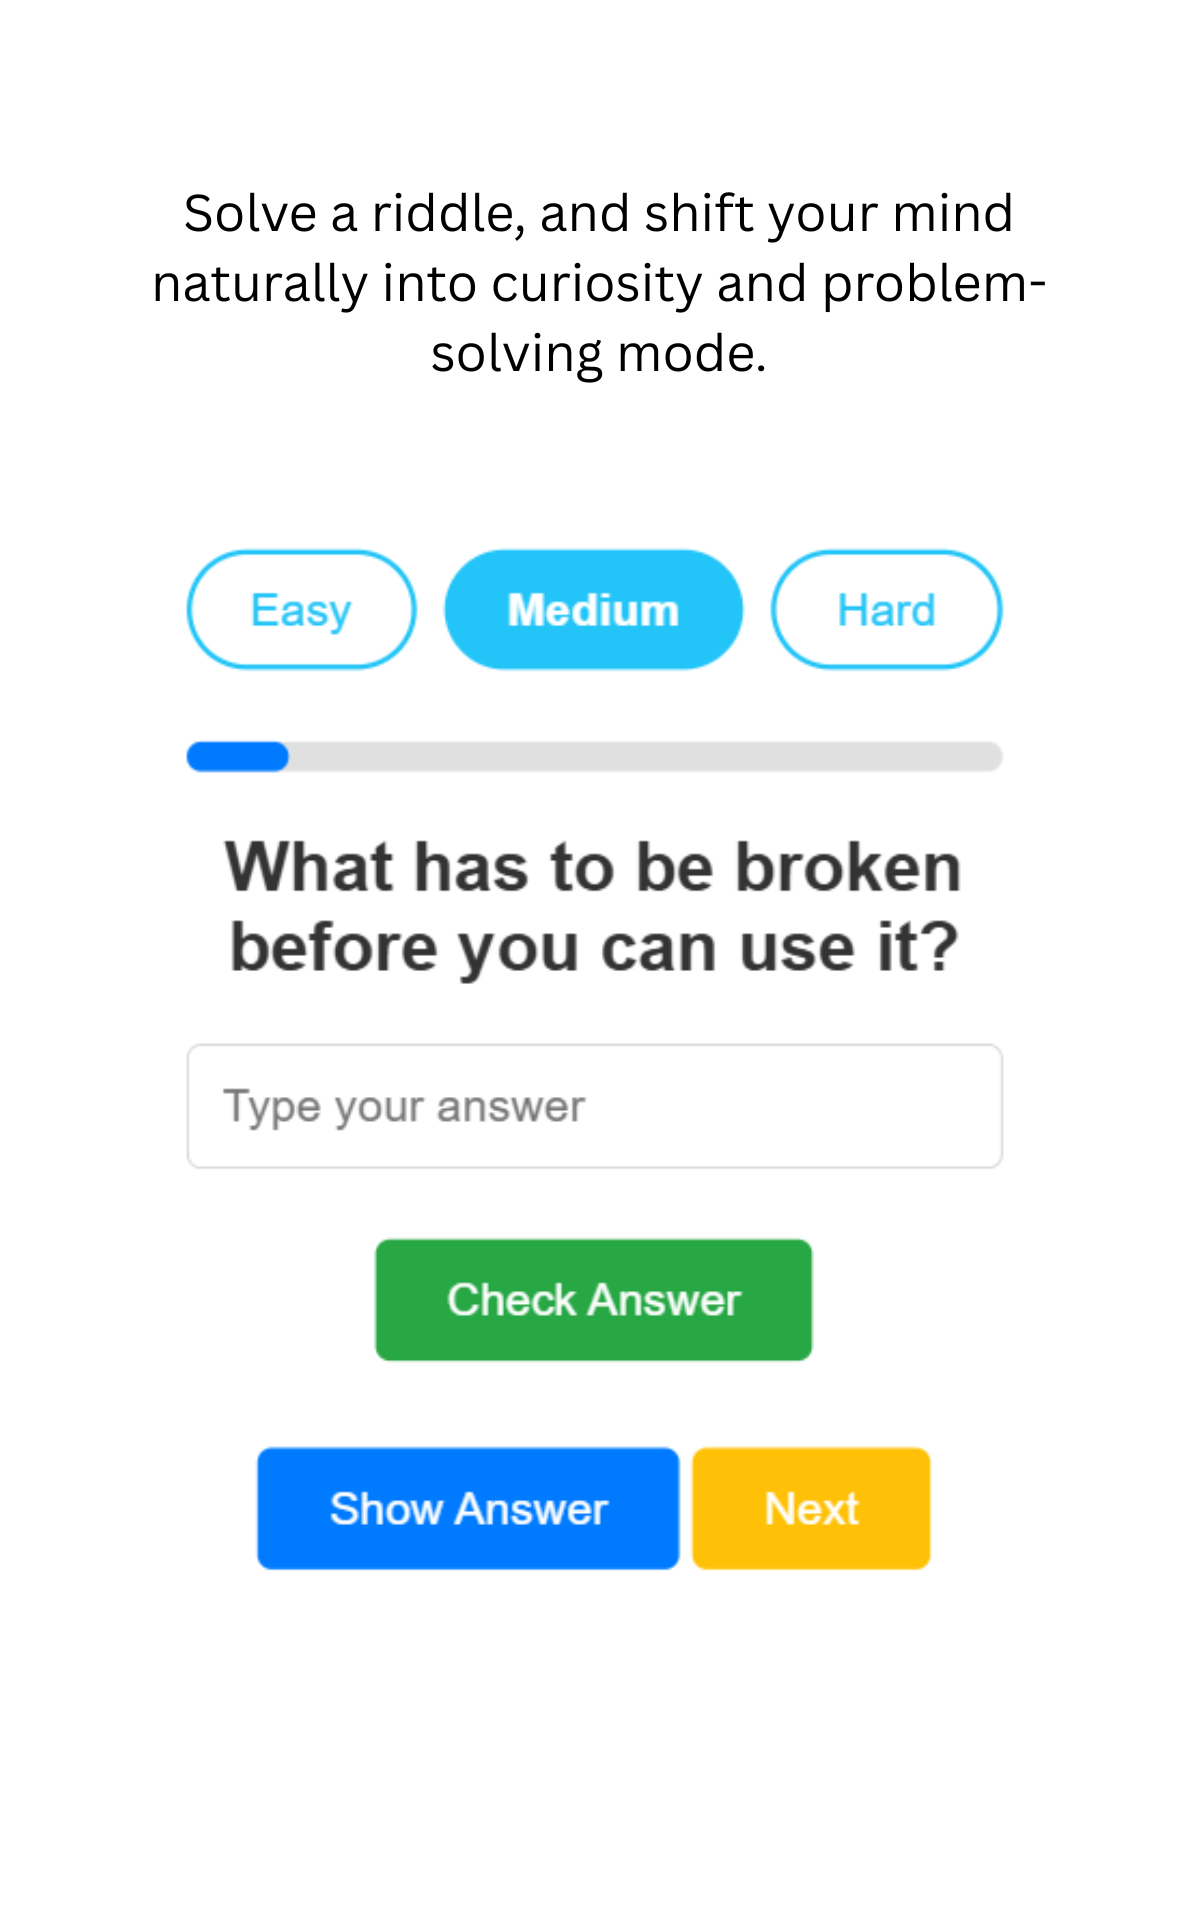 Solve a riddle, and shift your mind
naturally into curiosity and problem-
solving mode.
Easy
Medium
Hard
What has to be broken
before you can use it?
Type your answer
Check Answer
Show Answer
Next